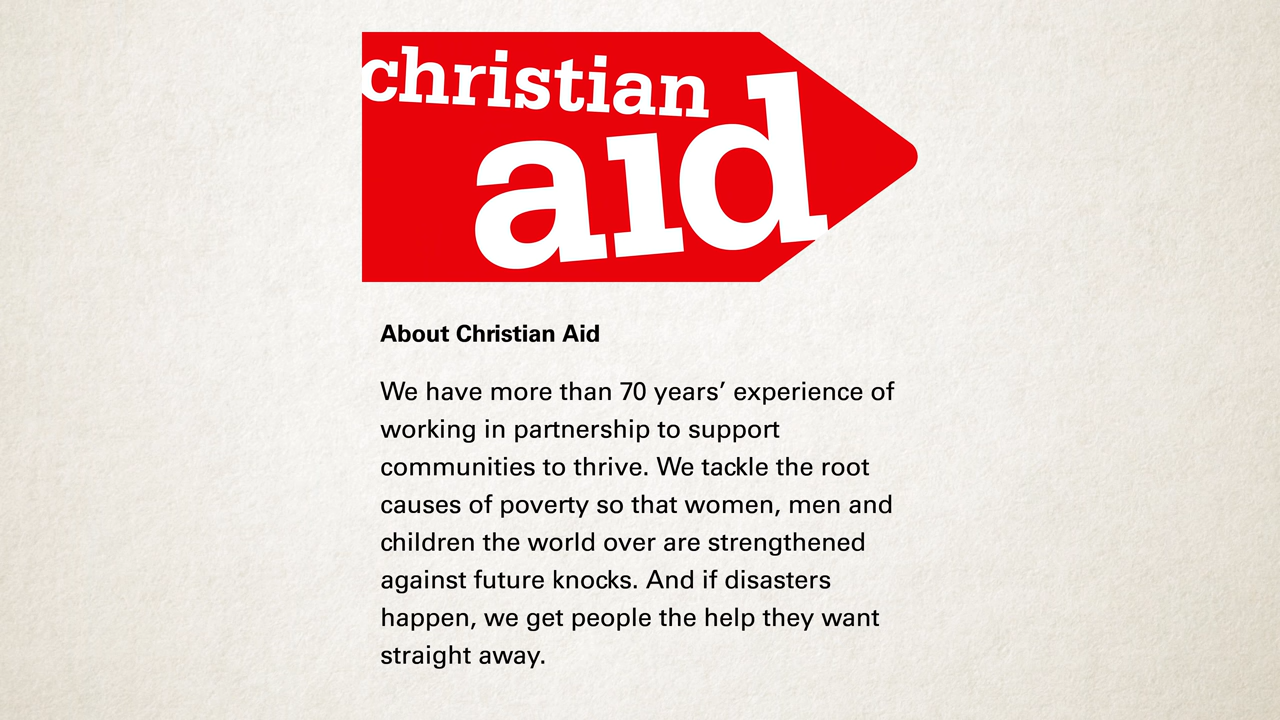 christian
aid
About Christian Aid
We have more than 70 years’ experience of
working in partnership to support
communities to thrive. We tackle the root
causes of poverty so that women, men and
children the world over are strengthened
against future knocks. And if disasters
happen, we get people the help they want
straight away.